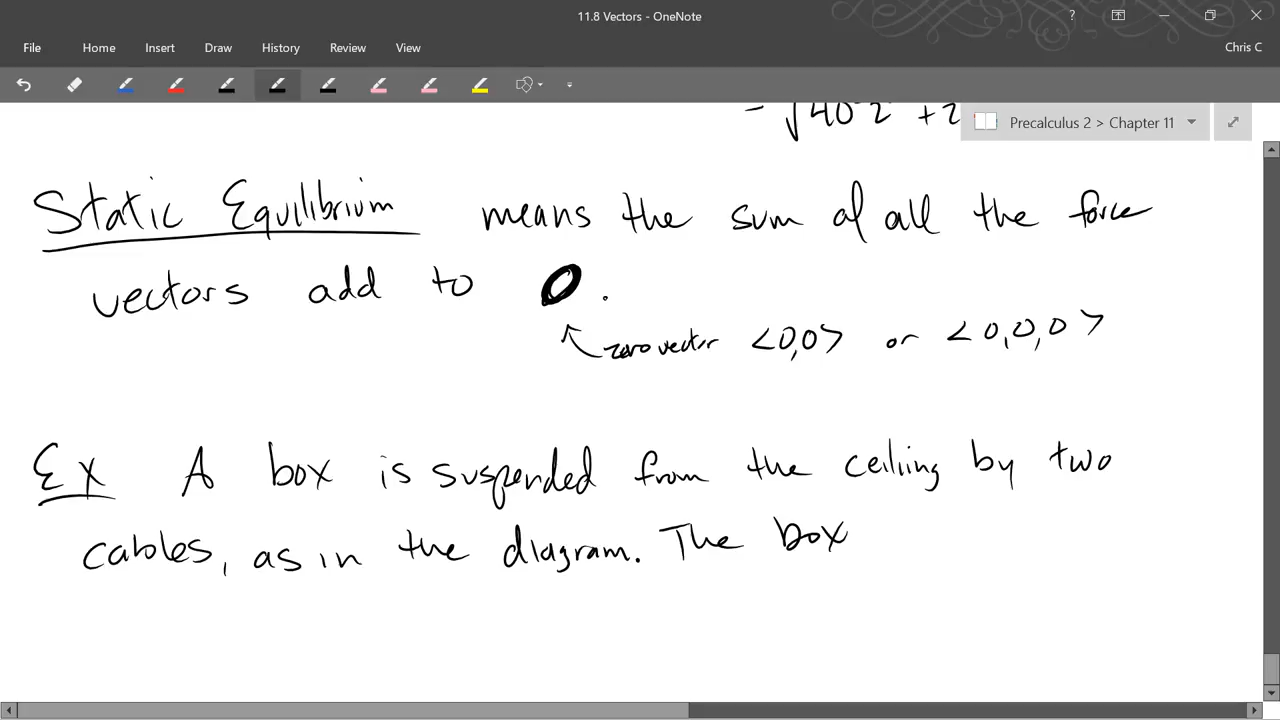 11.8 Vectors - OneNote
?
File Home Insert Draw History Review View
Chris C
Precalculus 2 > Chapter 11
- √40²2 + 2
Static Equilibrium means the sum of all the force
vectors add to 0.
zero vector <0,0> or <0,0,0>
Ex A box is suspended from the ceiling by two
cables, as in the diagram. The box